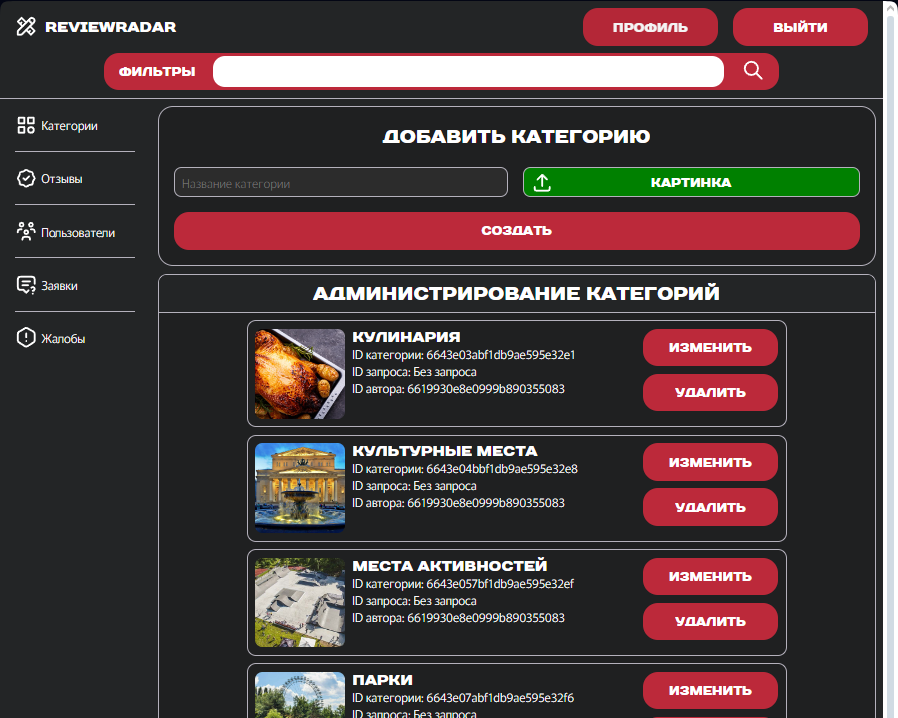 REVIEWRADAR
ПРОФИЛЬ
ВЫЙТИ
ФИЛЬТРЫ
Категории
Отзывы
Пользователи
Заявки
Жалобы
ДОБАВИТЬ КАТЕГОРИЮ
Название категории
КАРТИНКА
СОЗДАТЬ
АДМИНИСТРИРОВАНИЕ КАТЕГОРИЙ
КУЛИНАРИЯ
ID категории: 6643e03abf1db9ae595e32e1
ID запроса: Без запроса
ID автора: 6619930e8e0999b890355083
ИЗМЕНИТЬ
УДАЛИТЬ
КУЛЬТУРНЫЕ МЕСТА
ID категории: 6643e04bbf1db9ae595e32e8
ID запроса: Без запроса
ID автора: 6619930e8e0999b890355083
ИЗМЕНИТЬ
УДАЛИТЬ
МЕСТА АКТИВНОСТЕЙ
ID категории: 6643e057bf1db9ae595e32ef
ID запроса: Без запроса
ID автора: 6619930e8e0999b890355083
ИЗМЕНИТЬ
УДАЛИТЬ
ПАРКИ
ID категории: 6643e07abf1db9ae595e32f6
ID запроса: Без запроса
ИЗМЕНИТЬ